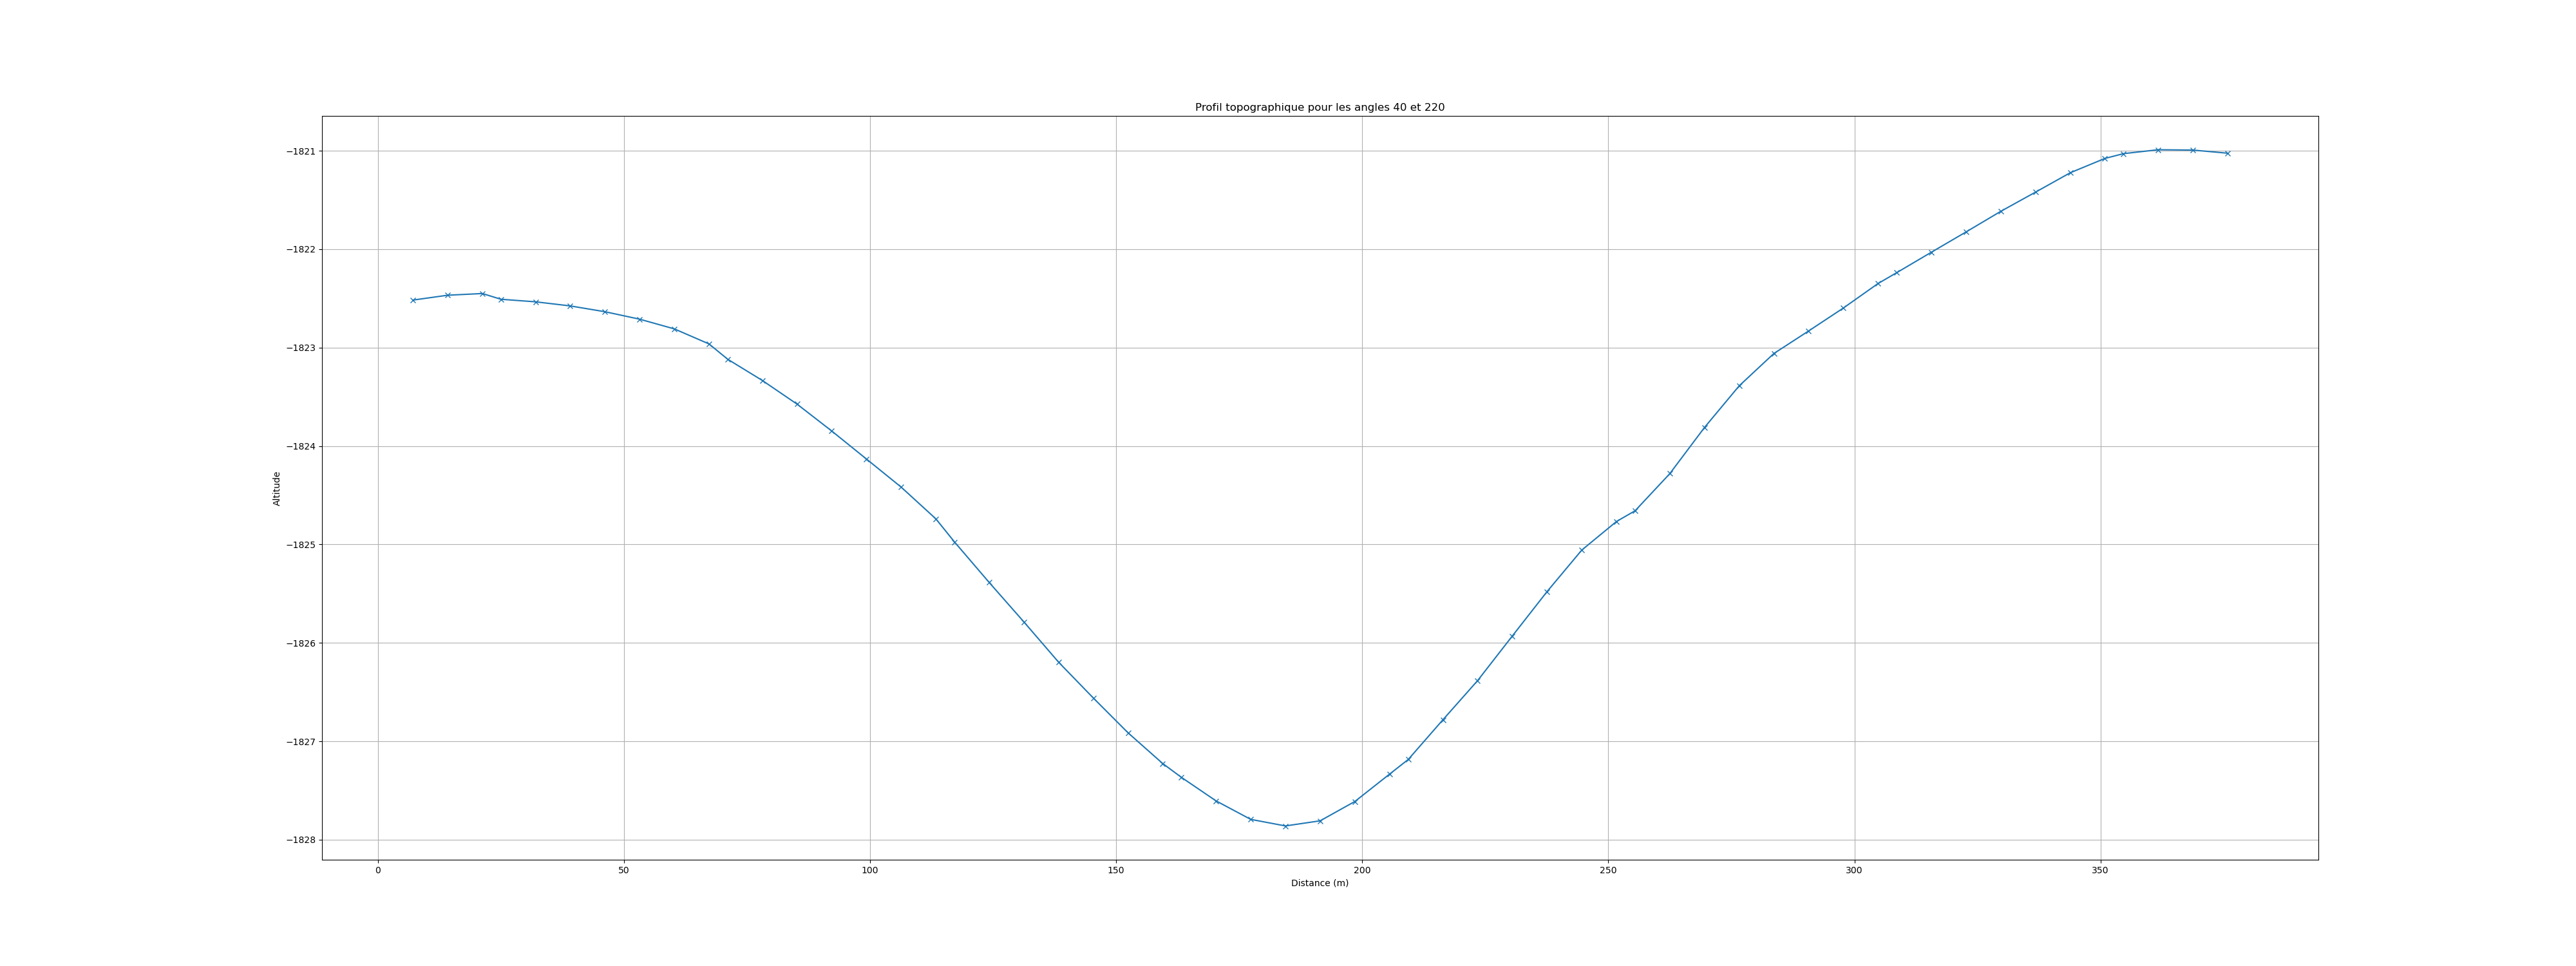 Profil topographique pour les angles 40 et 220
−1821
−1822
−1823
−1824
−1825
−1826
−1827
−1828
Altitude
0 50 100 150 200 250 300 350
Distance (m)